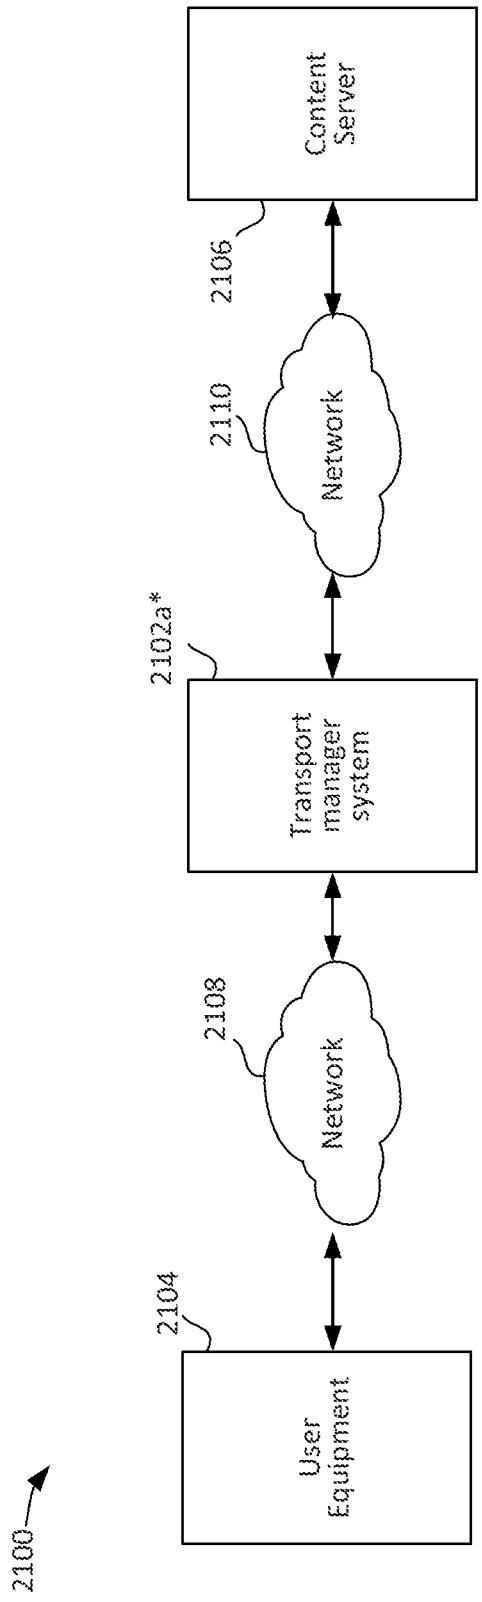 2100
2104
User
Equipment
2108
Network
2102a*
Transport
manager
system
2110
Network
2106
Content
Server